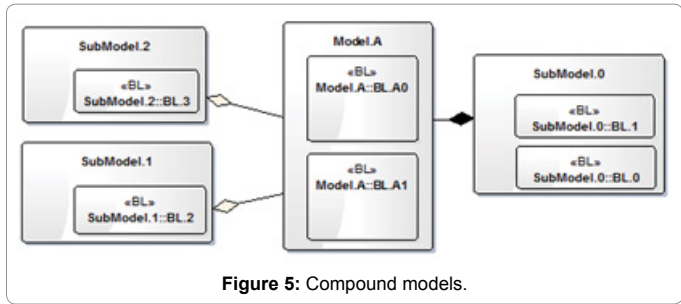 SubModel.2
«BL»
SubModel.2::BL.3
SubModel.1
«BL»
SubModel.1::BL.2
Model.A
«BL»
Model.A::BL.A0
«BL»
Model.A::BL.A1
SubModel.0
«BL»
SubModel.0::BL.1
«BL»
SubModel.0::BL.0
Figure 5: Compound models.